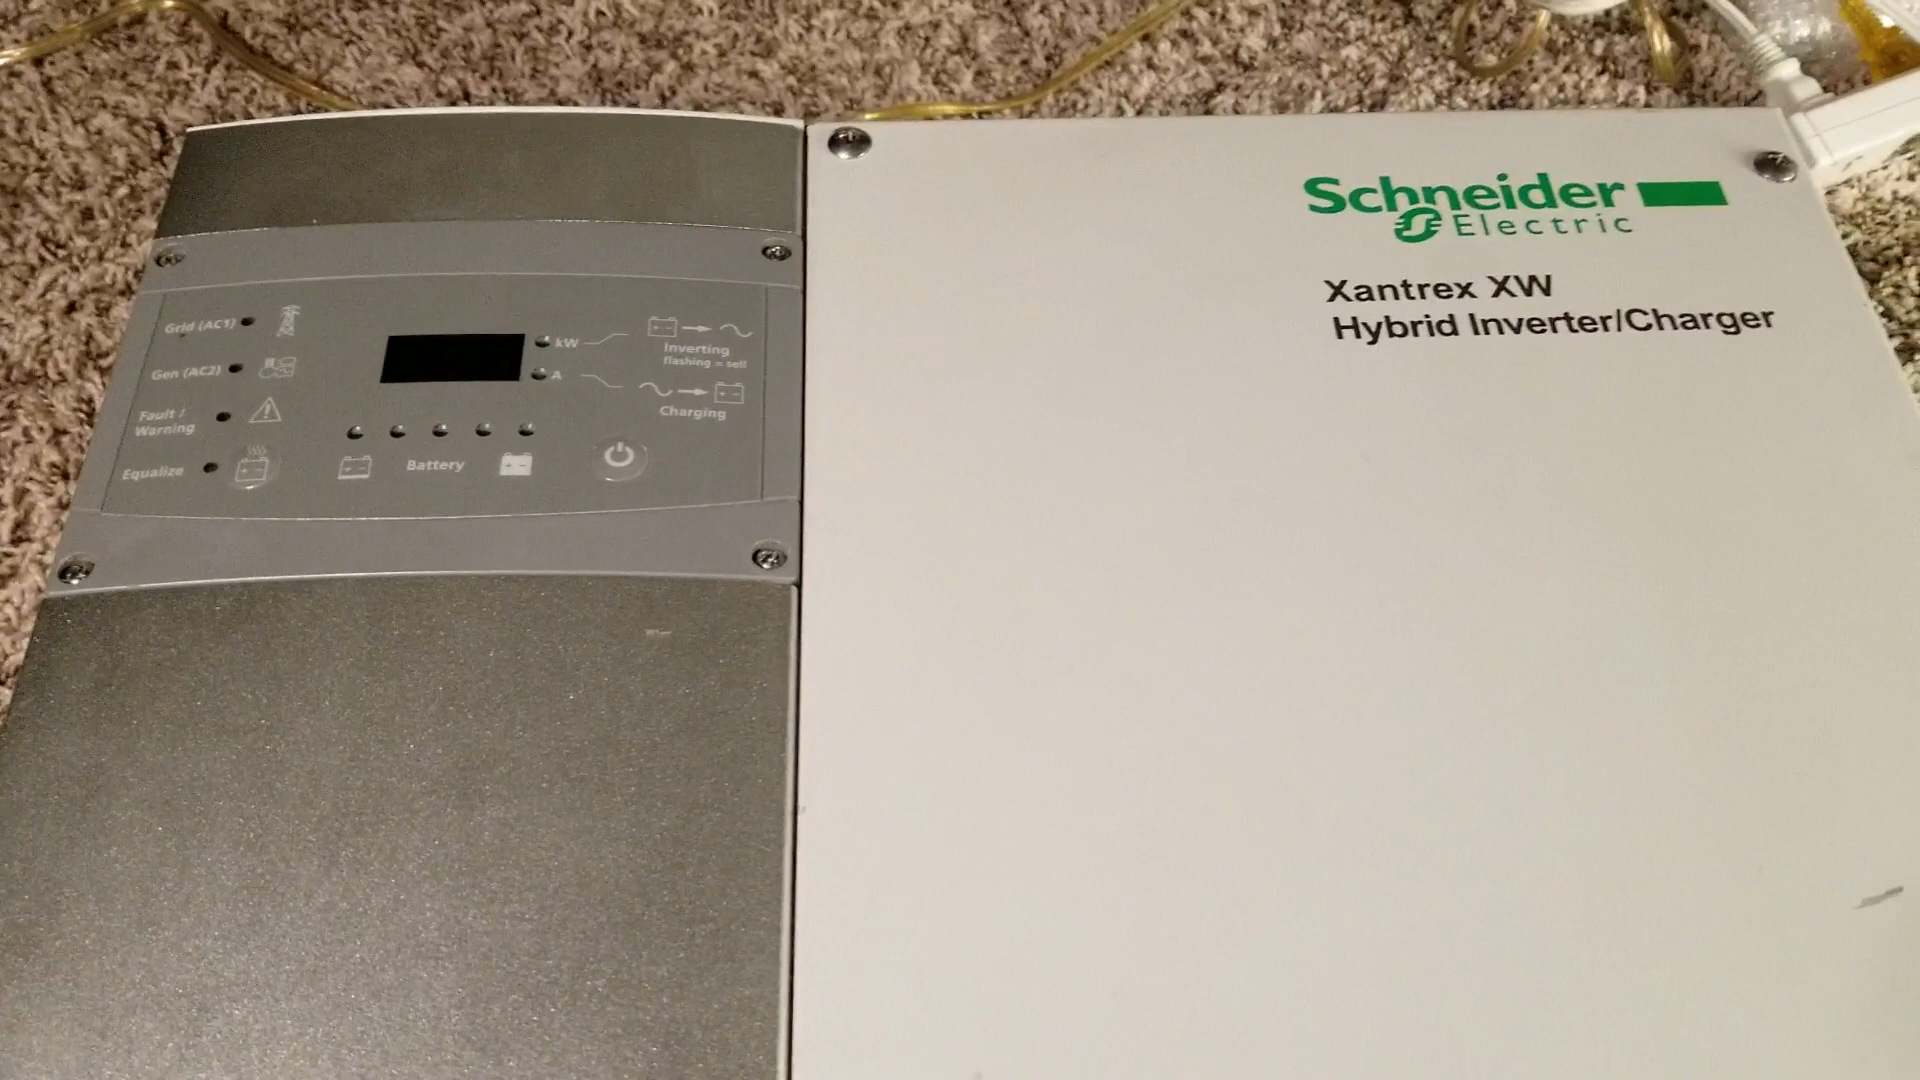 Schneider
Electric
Xantrex XW
Hybrid Inverter/Charger
Grid (AC1)
Gen (AC2)
Fault /
Warning
Equalize
kW
A
Inverting
flashing = sell
Charging
Battery